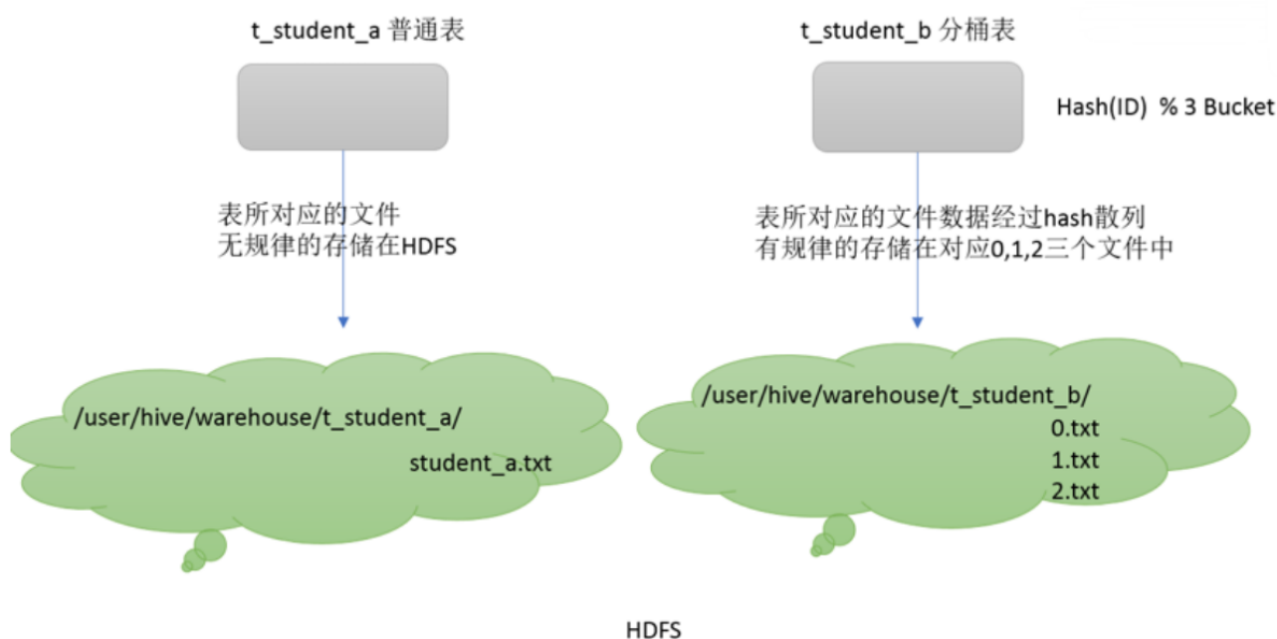 t_student_a 普通表
t_student_b 分桶表
Hash(ID) % 3 Bucket
表所对应的文件
无规律的存储在HDFS
表所对应的文件数据经过hash散列
有规律的存储在对应0,1,2三个文件中
/user/hive/warehouse/t_student_a/
student_a.txt
/user/hive/warehouse/t_student_b/
0.txt
1.txt
2.txt
HDFS